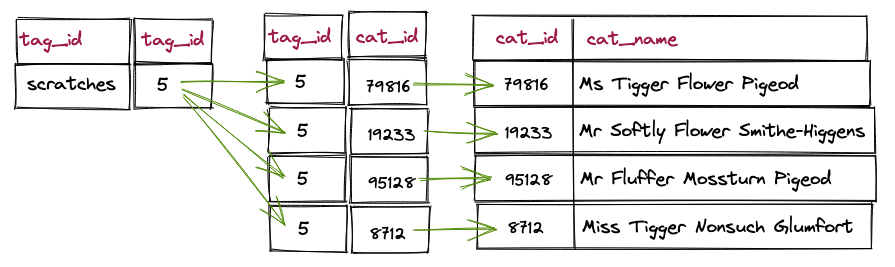 tag_id tag_id tag_id cat_id cat_id cat_name
scratches 5 5 79816 79816 Ms Tigger Flower Pigeod
5 19233 19233 Mr Softly Flower Smithe-Higgens
5 95128 95128 Mr Fluffer Mossturn Pigeod
5 8712 8712 Miss Tigger Nonsuch Glumfort